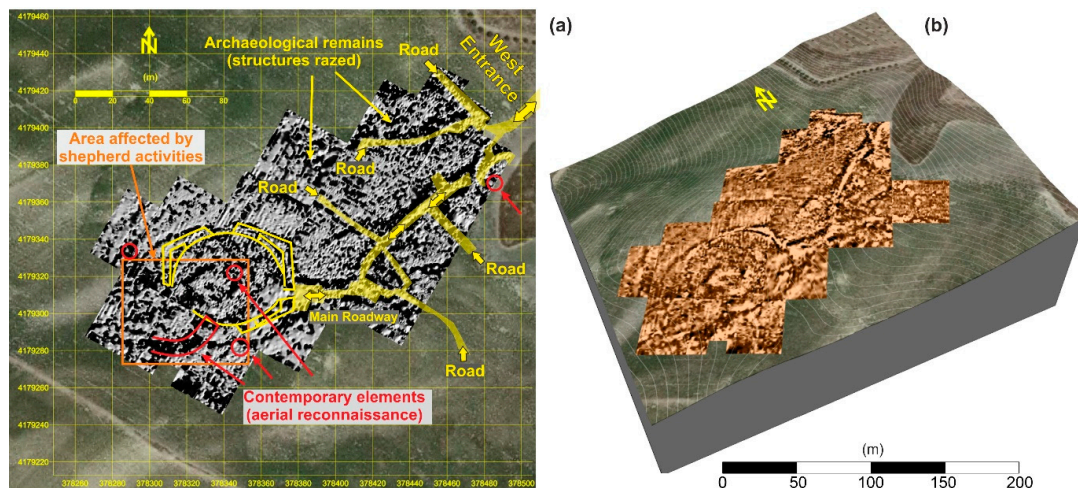 (a)
(b)
4179460
4179440
4179420
4179400
4179380
4179360
4179340
4179320
4179300
4179280
4179260
4179240
4179220
N
(m)
0 20 40 60 80
Archaeological remains
(structures razed)
Road
West
Entrance
Area affected by
shepherd activities
Road
Road
Road
Main Roadway
Road
Contemporary elements
(aerial reconnaissance)
378280 378300 378320 378340 378360 378380 378400 378420 378440 378460 378480 378500
N
(m)
0 50 100 150 200